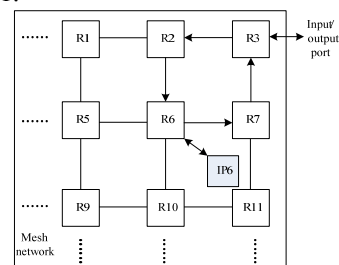 ...... R1 R2 R3 Input/
output
port
...... R5 R6 R7
IP6
...... R9 R10 R11
Mesh
network